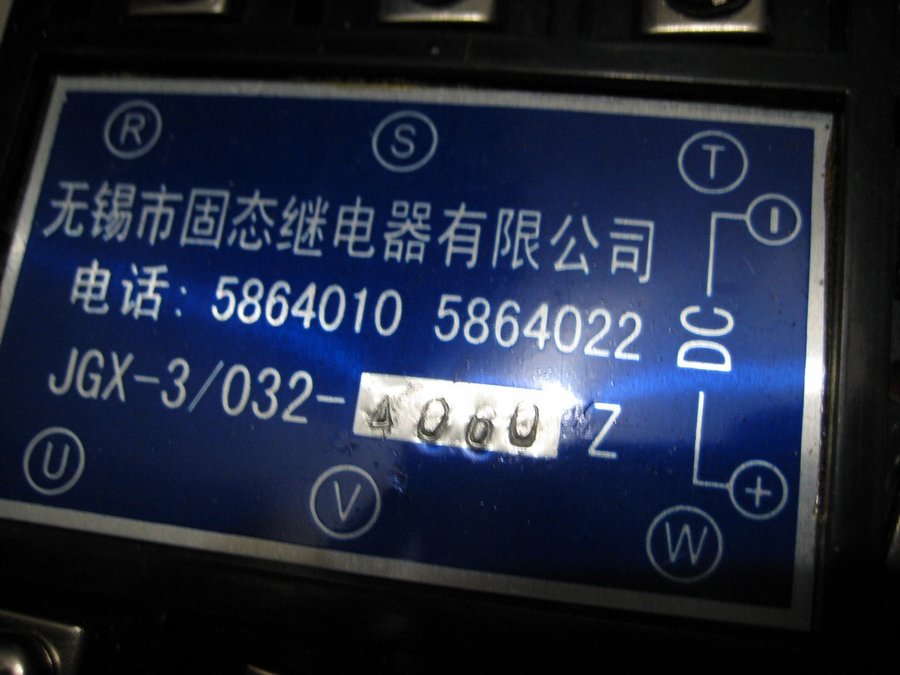 R S T
无锡市固态继电器有限公司 -
电话: 5864010 5864022 DC
JGX-3/032-4060 Z
+
U V W